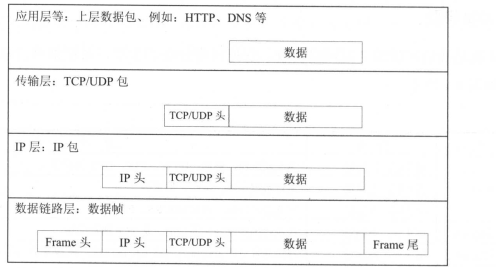 应用层等：上层数据包、例如：HTTP、DNS 等
数据
传输层：TCP/UDP 包
TCP/UDP 头 数据
IP 层：IP 包
IP 头 TCP/UDP 头 数据
数据链路层：数据帧
Frame 头 IP 头 TCP/UDP 头 数据 Frame 尾